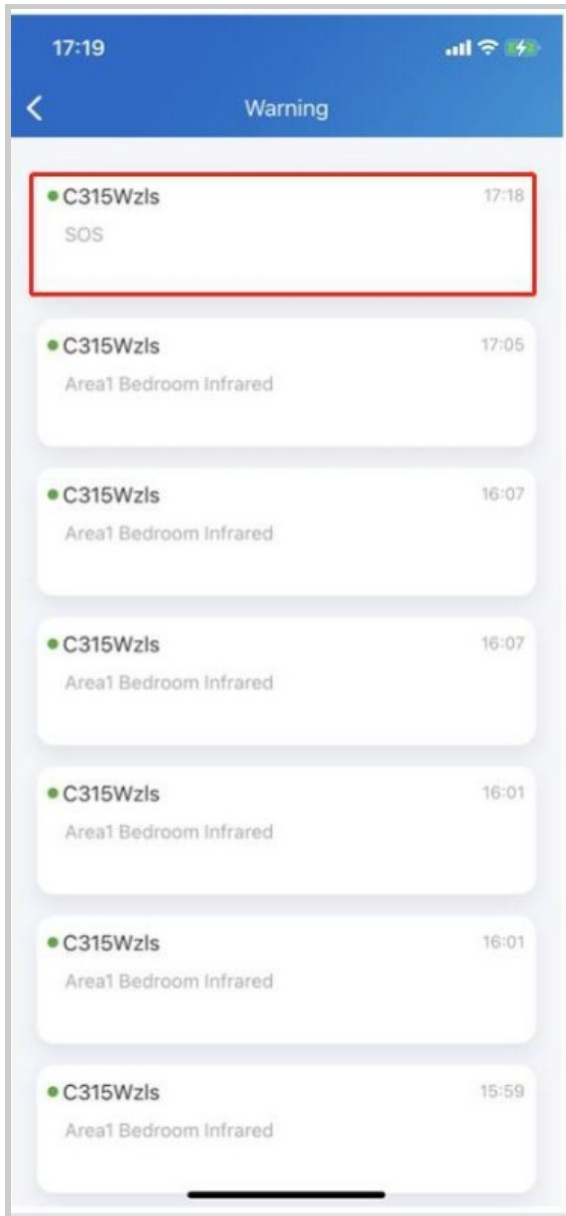 17:19
Warning
C315Wzls 17:18
SOS
C315Wzls 17:05
Area1 Bedroom Infrared
C315Wzls 16:07
Area1 Bedroom Infrared
C315Wzls 16:07
Area1 Bedroom Infrared
C315Wzls 16:01
Area1 Bedroom Infrared
C315Wzls 16:01
Area1 Bedroom Infrared
C315Wzls 15:59
Area1 Bedroom Infrared